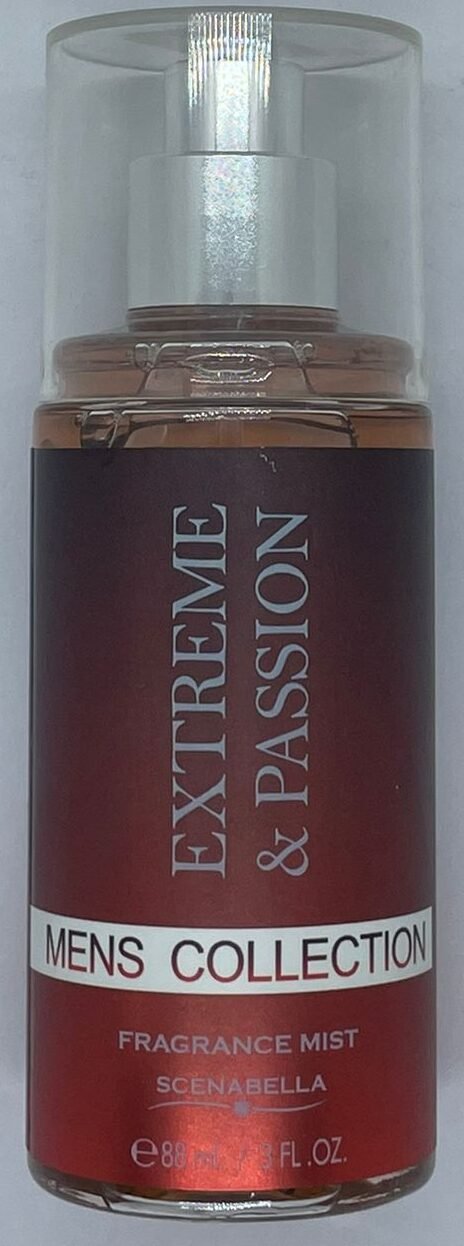 EXTREME
& PASSION
MENS COLLECTION
FRAGRANCE MIST
SCENABELLA
℮88 mL / 3 FL.OZ.